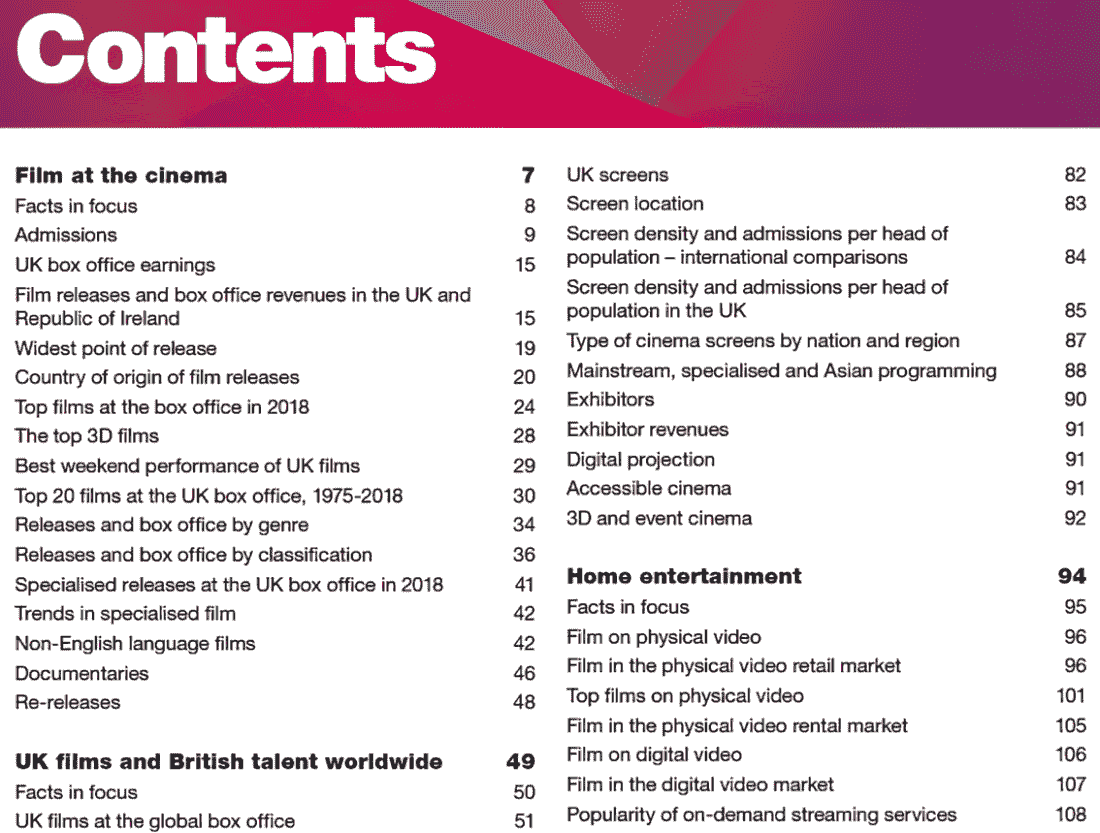 Contents
Film at the cinema 7
Facts in focus 8
Admissions 9
UK box office earnings 15
Film releases and box office revenues in the UK and
Republic of Ireland 15
Widest point of release 19
Country of origin of film releases 20
Top films at the box office in 2018 24
The top 3D films 28
Best weekend performance of UK films 29
Top 20 films at the UK box office, 1975-2018 30
Releases and box office by genre 34
Releases and box office by classification 36
Specialised releases at the UK box office in 2018 41
Trends in specialised film 42
Non-English language films 42
Documentaries 46
Re-releases 48
UK films and British talent worldwide 49
Facts in focus 50
UK films at the global box office 51
UK screens 82
Screen location 83
Screen density and admissions per head of
population – international comparisons 84
Screen density and admissions per head of
population in the UK 85
Type of cinema screens by nation and region 87
Mainstream, specialised and Asian programming 88
Exhibitors 90
Exhibitor revenues 91
Digital projection 91
Accessible cinema 91
3D and event cinema 92
Home entertainment 94
Facts in focus 95
Film on physical video 96
Film in the physical video retail market 96
Top films on physical video 101
Film in the physical video rental market 105
Film on digital video 106
Film in the digital video market 107
Popularity of on-demand streaming services 108